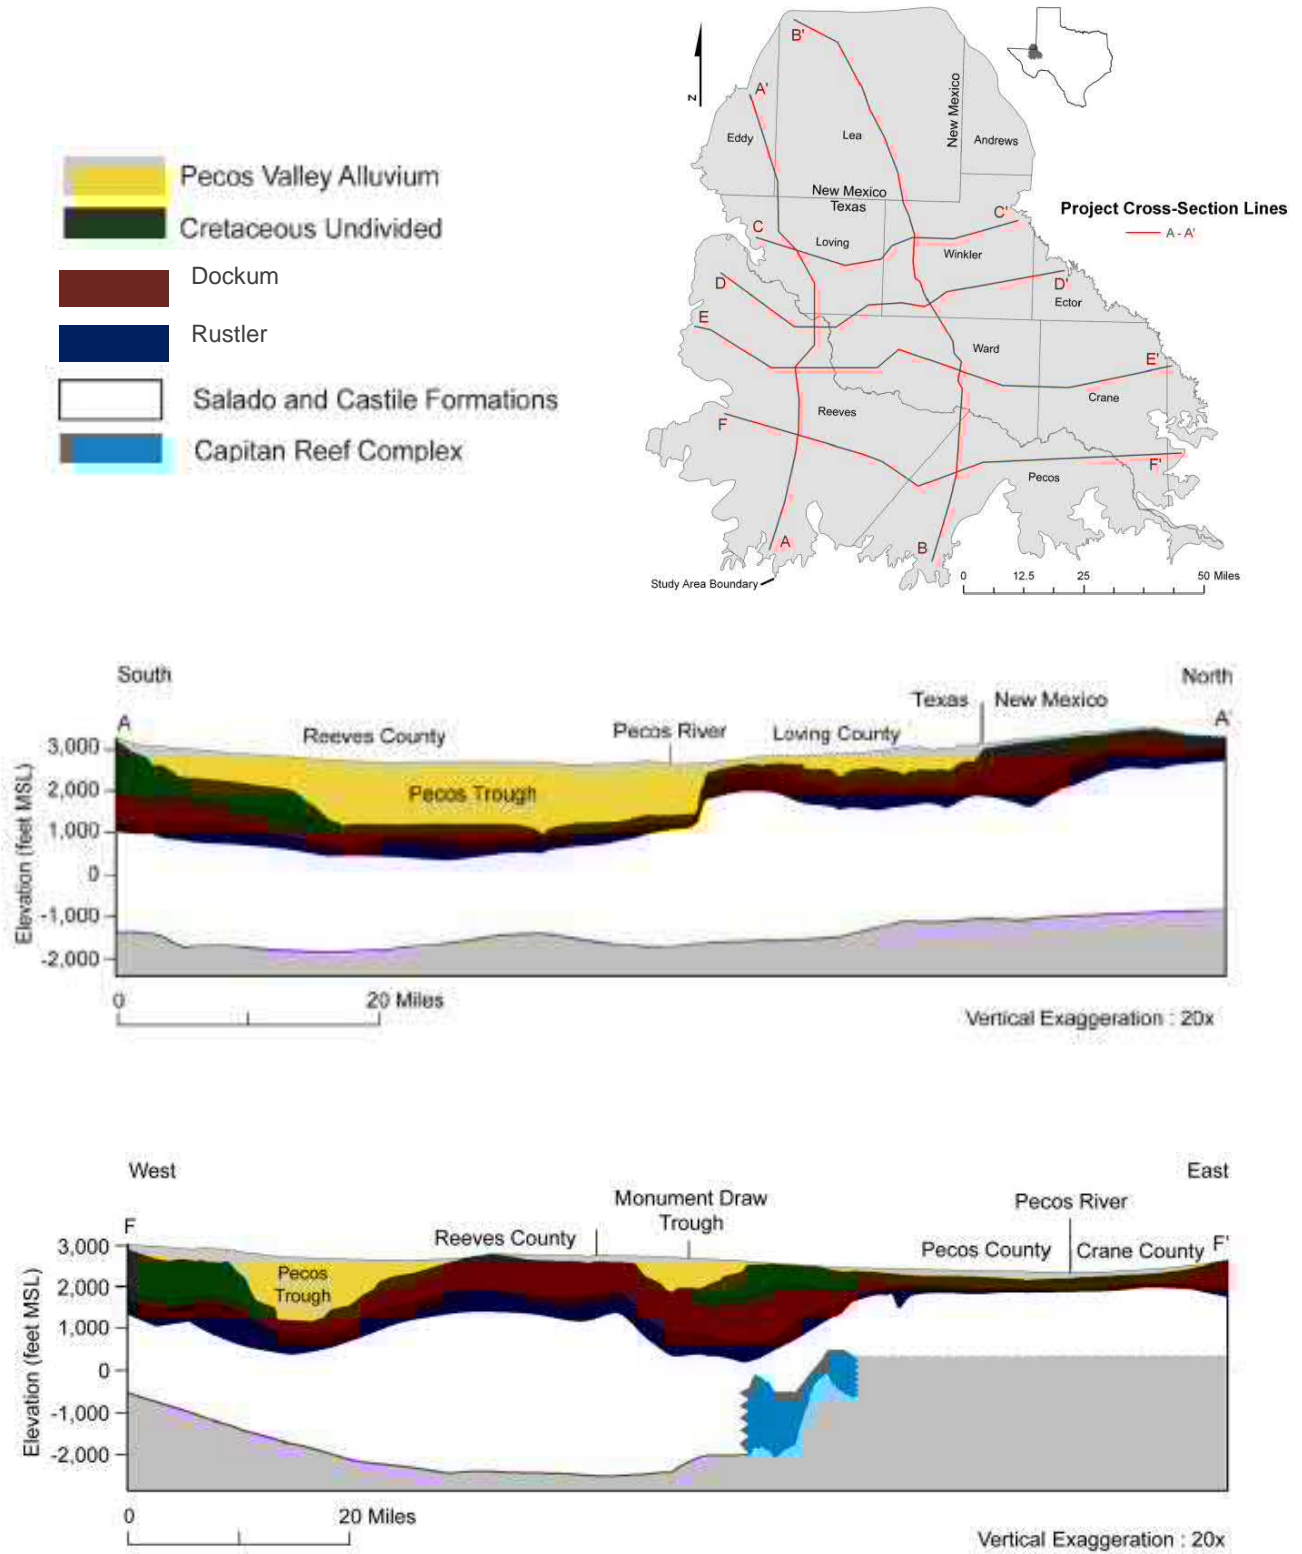 Pecos Valley Alluvium
Cretaceous Undivided
Dockum
Rustler
Salado and Castile Formations
Capitan Reef Complex
N
B'
A'
Eddy
Lea
New Mexico
Andrews
New Mexico
Texas
C
C'
Loving
Winkler
D
D'
Ector
E
Ward
E'
Crane
Reeves
F
F'
Pecos
A
B
Study Area Boundary
0 12.5 25 50 Miles
Project Cross-Section Lines
A - A'
South
North
A
A'
Texas
New Mexico
Reeves County
Pecos River
Loving County
Pecos Trough
Elevation (feet MSL)
3,000
2,000
1,000
0
-1,000
-2,000
0 20 Miles
Vertical Exaggeration : 20x
West
East
F
F'
Monument Draw
Trough
Pecos River
Reeves County
Pecos County
Crane County
Pecos
Trough
Elevation (feet MSL)
3,000
2,000
1,000
0
-1,000
-2,000
0 20 Miles
Vertical Exaggeration : 20x